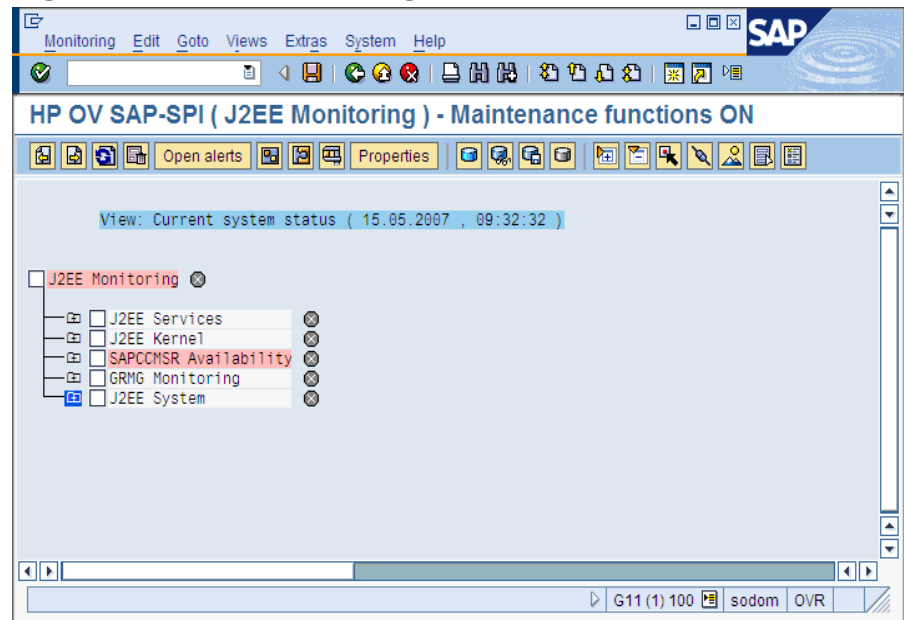 Monitoring Edit Goto Views Extras System Help
SAP
HP OV SAP-SPI ( J2EE Monitoring ) - Maintenance functions ON
Open alerts Properties
View: Current system status ( 15.05.2007 , 09:32:32 )
J2EE Monitoring
J2EE Services
J2EE Kernel
SAPCCMSR Availability
GRMG Monitoring
J2EE System
G11 (1) 100 sodom OVR